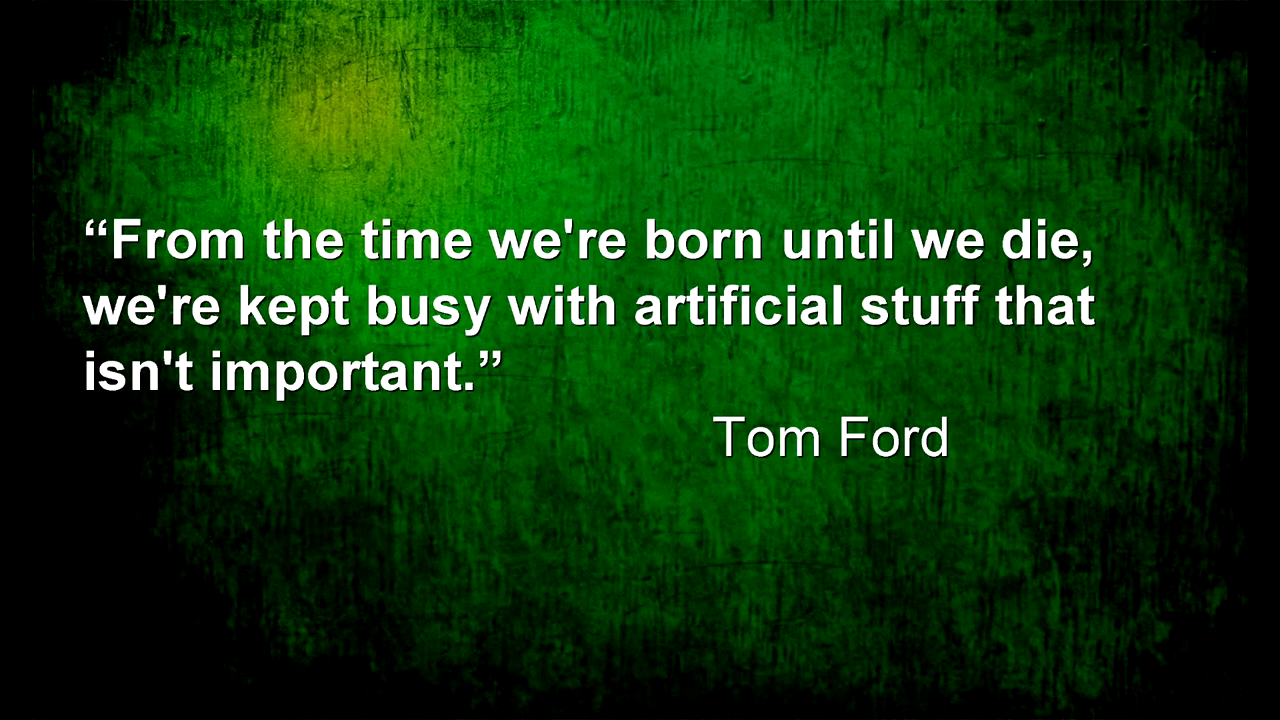 “From the time we're born until we die,
we're kept busy with artificial stuff that
isn't important.”
Tom Ford